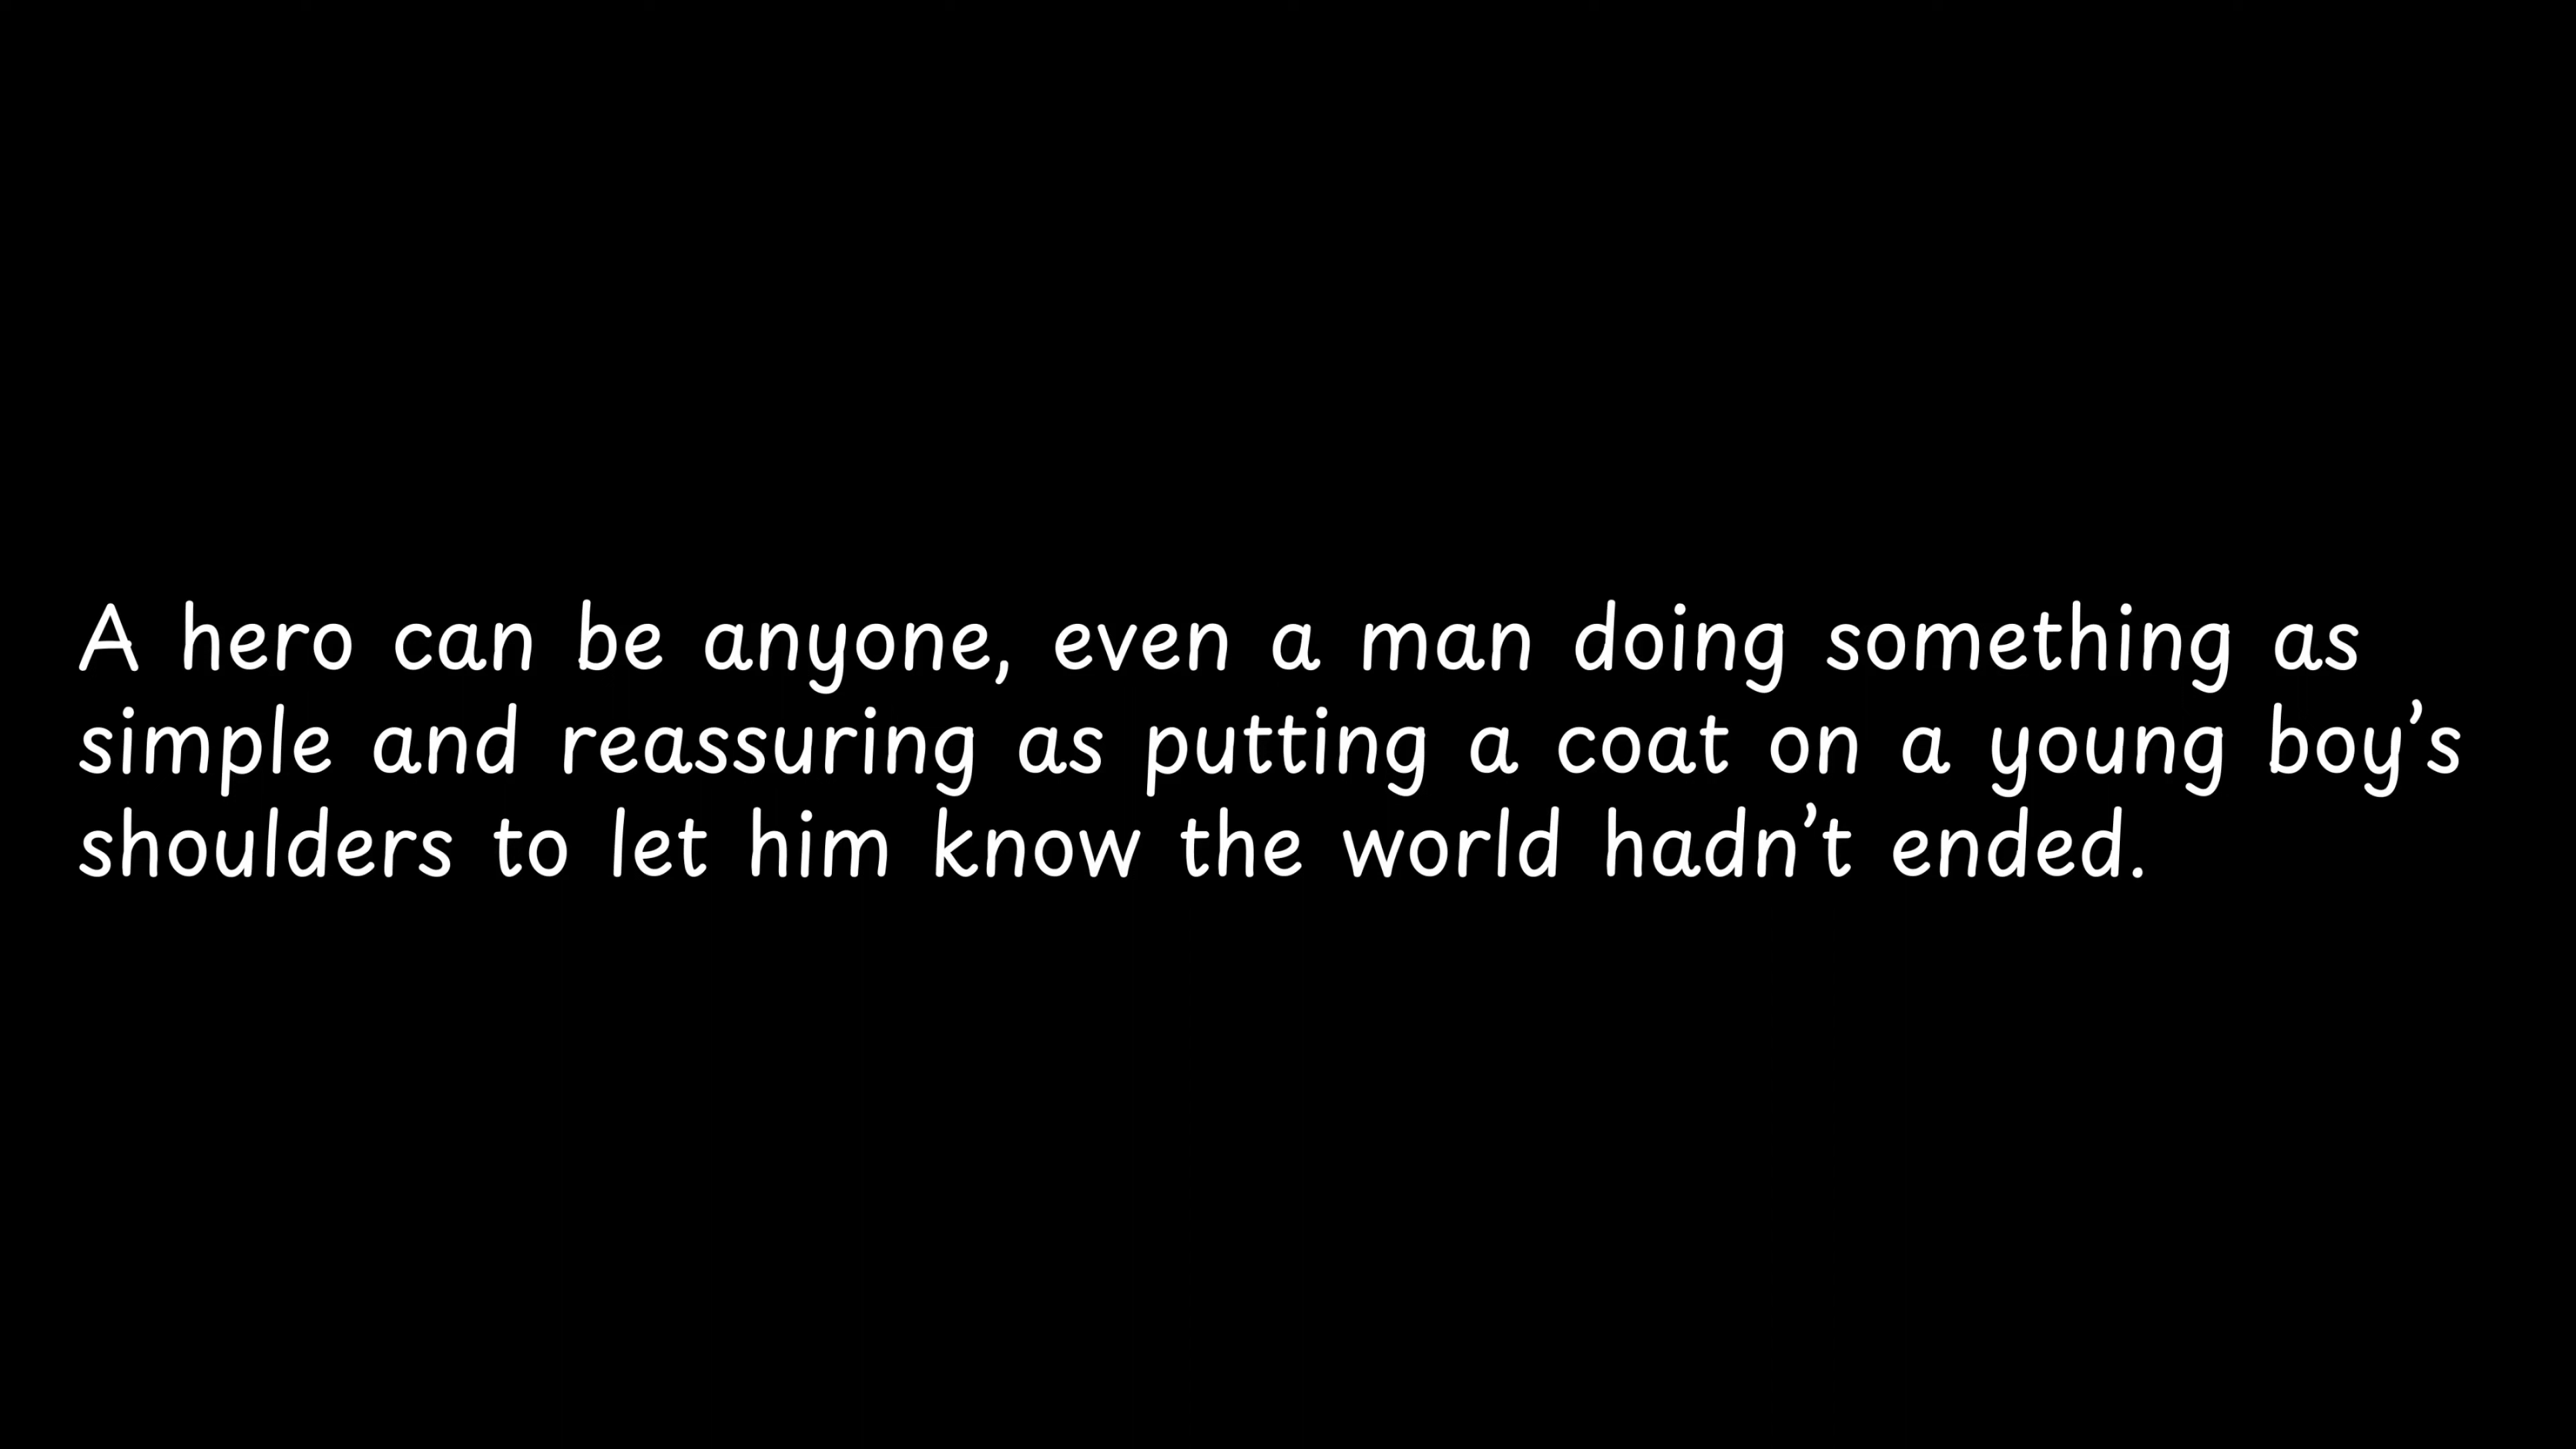 A hero can be anyone, even a man doing something as
simple and reassuring as putting a coat on a young boy’s
shoulders to let him know the world hadn’t ended.